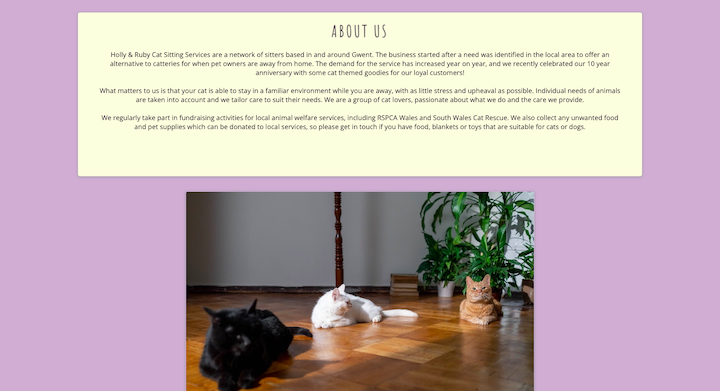 ABOUT US
Holly & Ruby Cat Sitting Services are a network of sitters based in and around Gwent. The business started after a need was identified in the local area to offer an
alternative to catteries for when pet owners are away from home. The demand for the service has increased year on year, and we recently celebrated our 10 year
anniversary with some cat themed goodies for our loyal customers!
What matters to us is that your cat is able to stay in a familiar environment while you are away, with as little stress and upheaval as possible. Individual needs of animals
are taken into account and we tailor care to suit their needs. We are a group of cat lovers, passionate about what we do and the care we provide.
We regularly take part in fundraising activities for local animal welfare services, including RSPCA Wales and South Wales Cat Rescue. We also collect any unwanted food
and pet supplies which can be donated to local services, so please get in touch if you have food, blankets or toys that are suitable for cats or dogs.